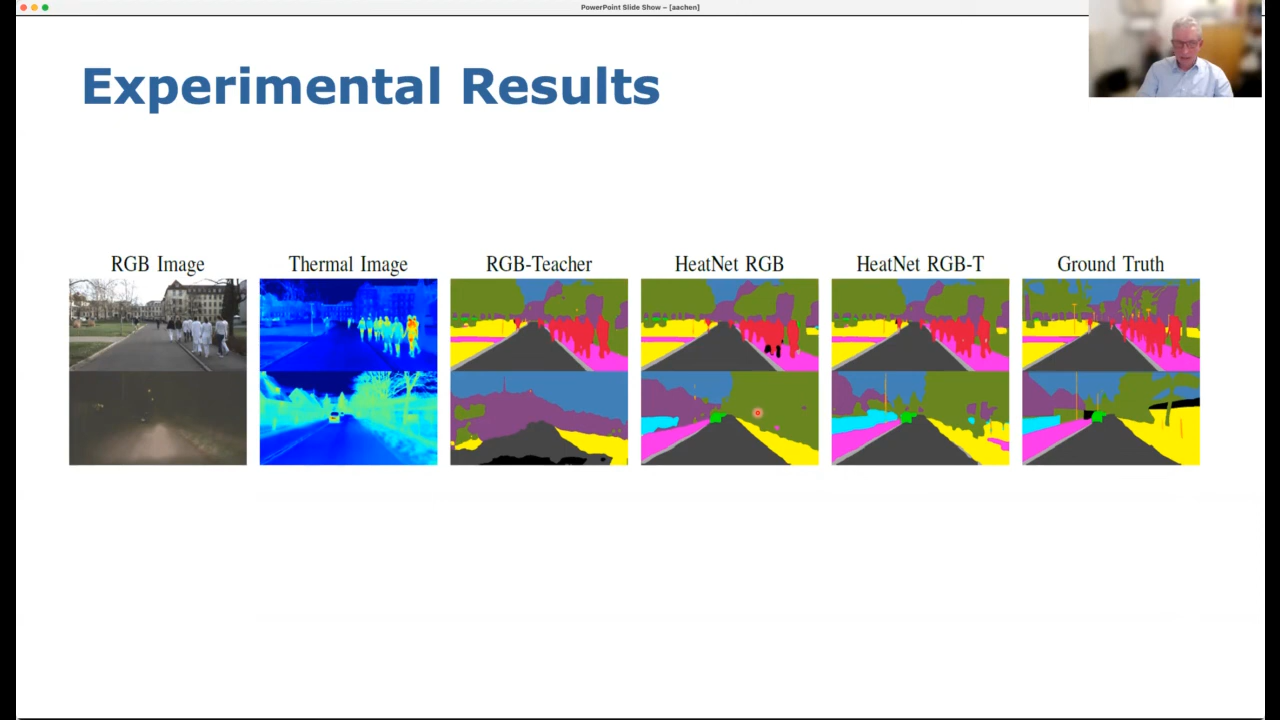 PowerPoint Slide Show – [aachen]
Experimental Results
RGB Image Thermal Image RGB-Teacher HeatNet RGB HeatNet RGB-T Ground Truth